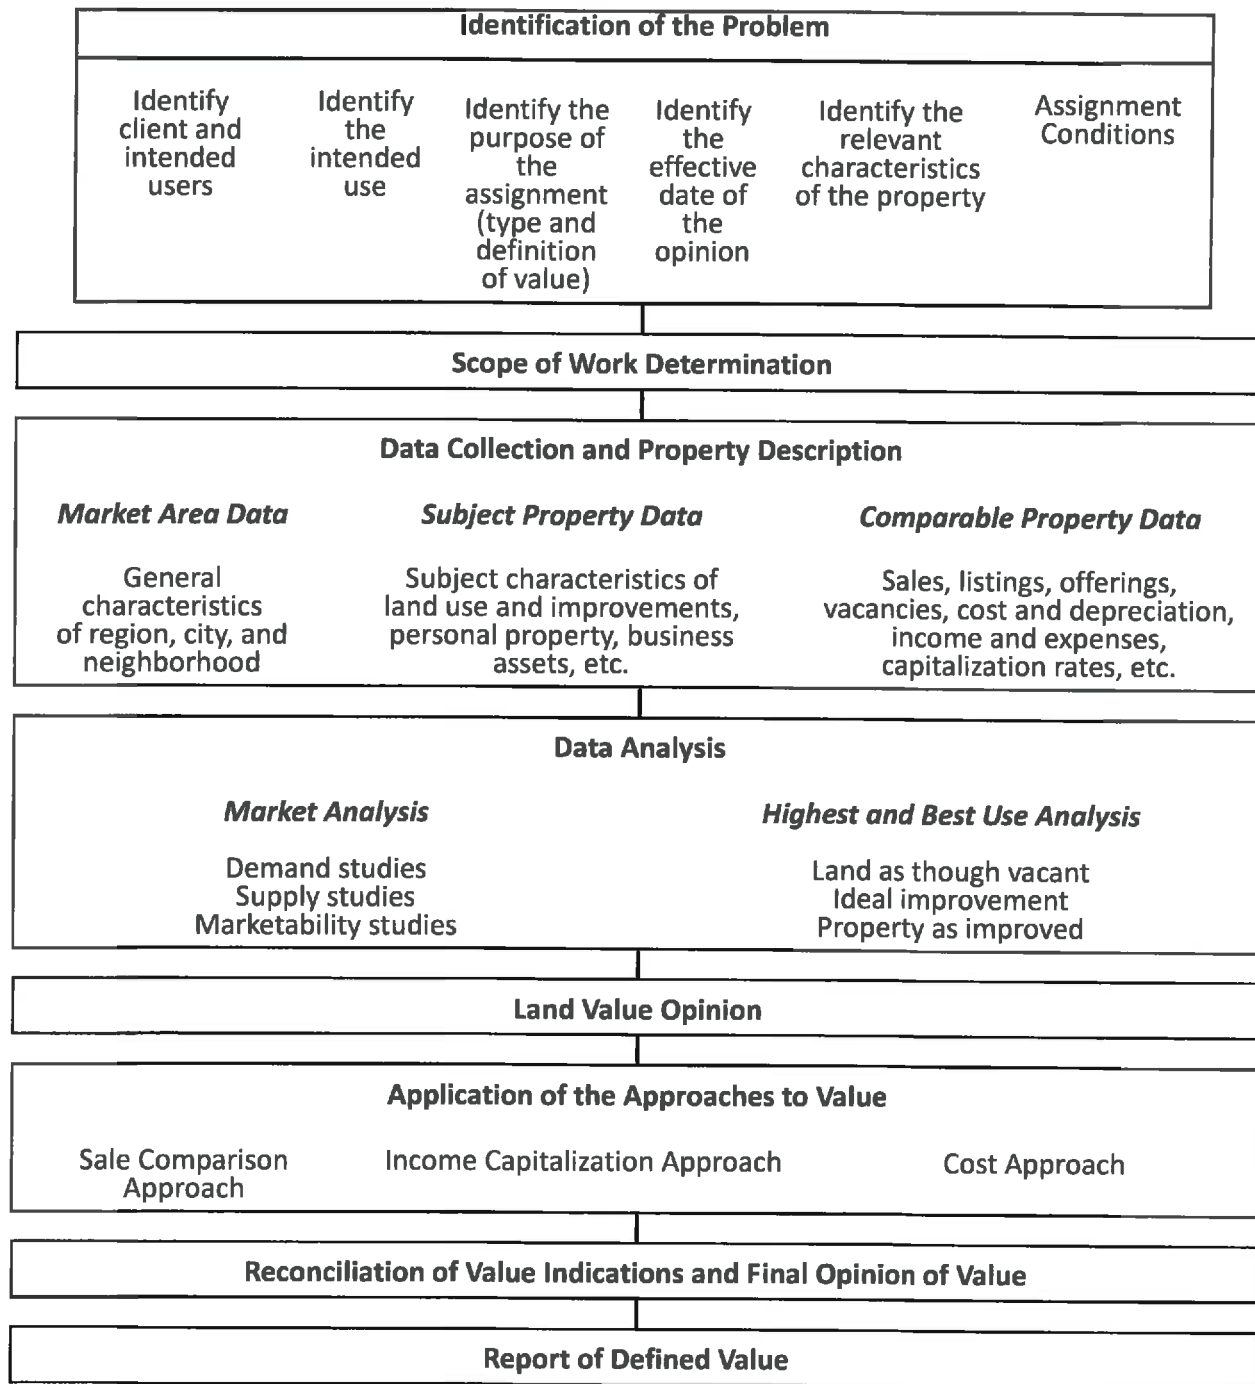 Identification of the Problem
Identify
client and
intended
users
Identify
the
intended
use
Identify the
purpose of
the
assignment
(type and
definition
of value)
Identify
the
effective
date of
the
opinion
Identify the
relevant
characteristics
of the property
Assignment
Conditions
Scope of Work Determination
Data Collection and Property Description
Market Area Data
General
characteristics
of region, city, and
neighborhood
Subject Property Data
Subject characteristics of
land use and improvements,
personal property, business
assets, etc.
Comparable Property Data
Sales, listings, offerings,
vacancies, cost and depreciation,
income and expenses,
capitalization rates, etc.
Data Analysis
Market Analysis
Demand studies
Supply studies
Marketability studies
Highest and Best Use Analysis
Land as though vacant
Ideal improvement
Property as improved
Land Value Opinion
Application of the Approaches to Value
Sale Comparison
Approach
Income Capitalization Approach
Cost Approach
Reconciliation of Value Indications and Final Opinion of Value
Report of Defined Value